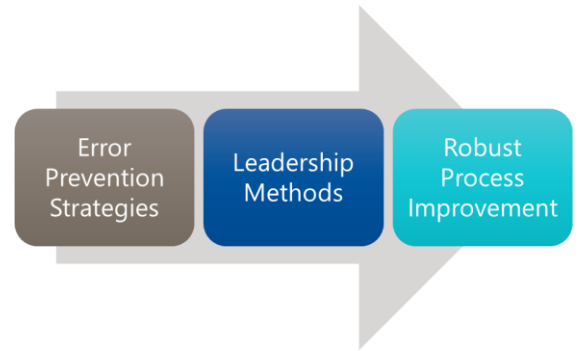 Error
Prevention
Strategies
Leadership
Methods
Robust
Process
Improvement